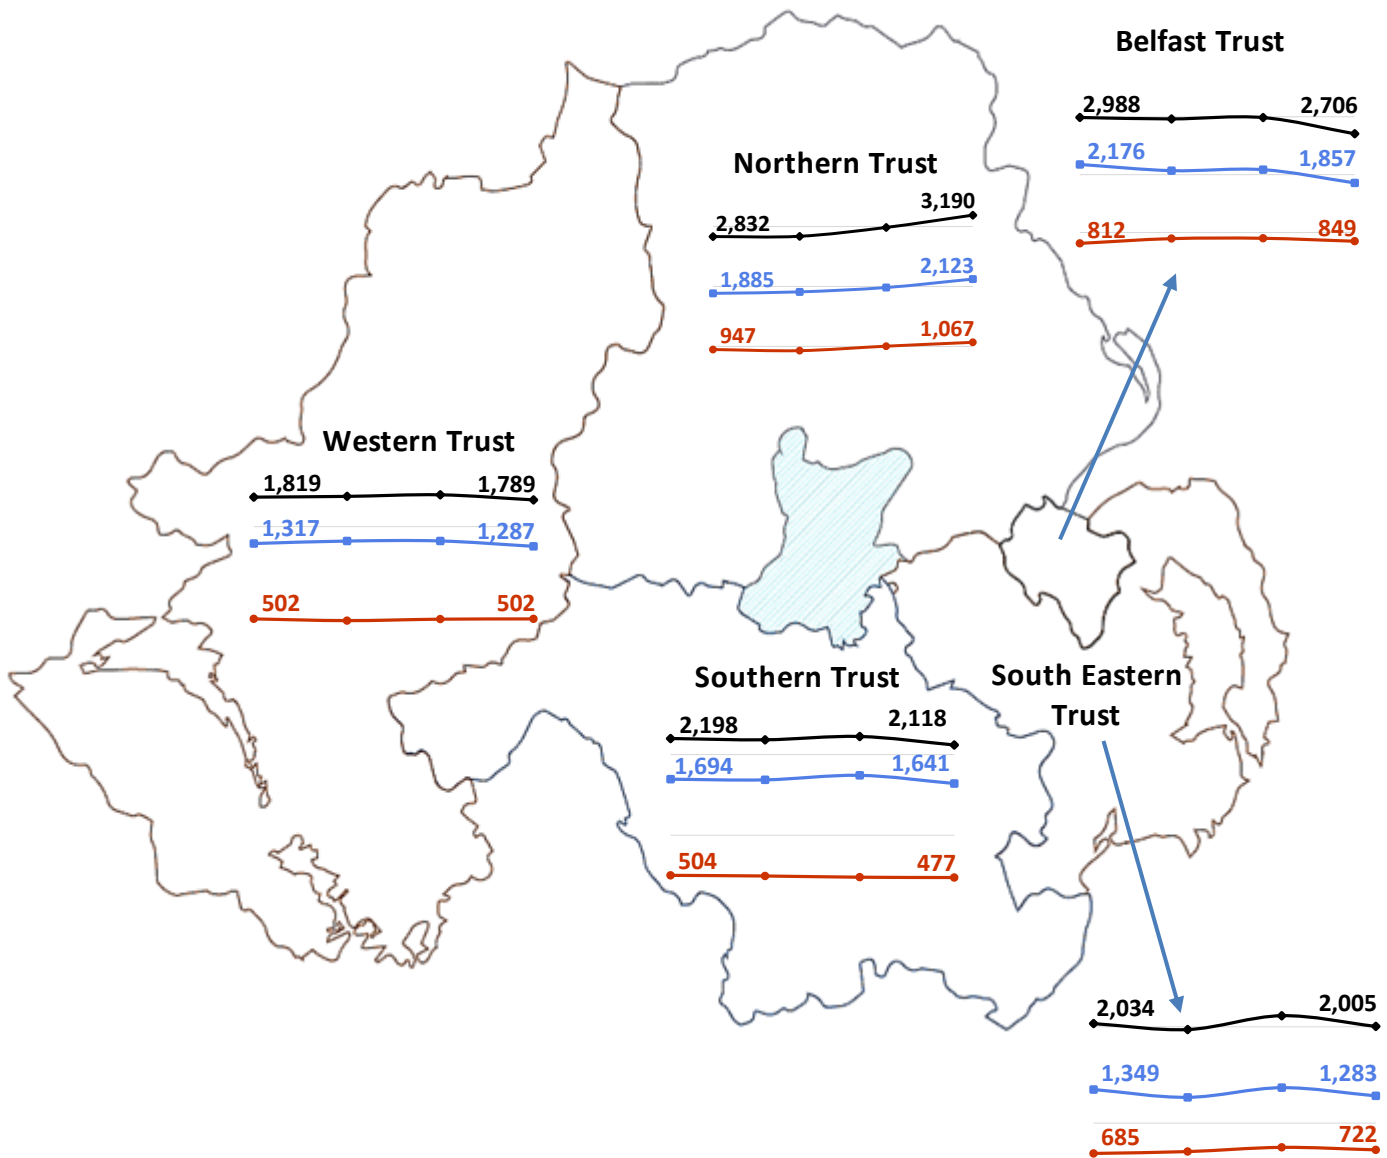 Belfast Trust
2,988 2,706
2,176 1,857
812 849
Northern Trust
2,832 3,190
1,885 2,123
947 1,067
Western Trust
1,819 1,789
1,317 1,287
502 502
Southern Trust
2,198 2,118
1,694 1,641
504 477
South Eastern
Trust
2,034 2,005
1,349 1,283
685 722